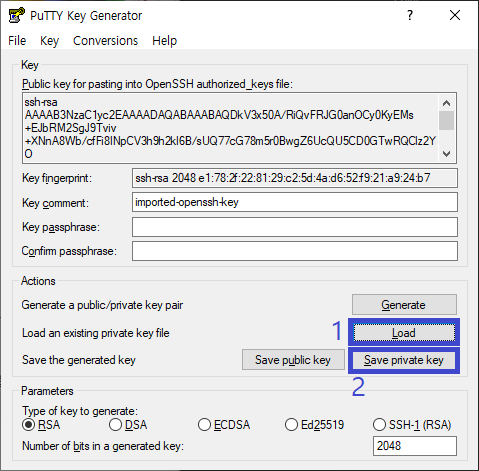 PuTTY Key Generator
File Key Conversions Help
Key
Public key for pasting into OpenSSH authorized_keys file:
ssh-rsa
AAAAB3NzaC1yc2EAAAADAQABAAABAQDkV3x50A/RiQvFRJG0anOCy0KyEMs
+EJbRM2SgJ9Tviv
+XNnA8Wb/cfFi8INpCV3h9h2kI6B/sUQ77cG78m5r0BwgZ6UcQU5CD0GTwRQClz2Y
O
Key fingerprint: ssh-rsa 2048 e1:78:2f:22:81:29:c2:5d:4a:d6:52:f9:21:a9:24:b7
Key comment: imported-openssh-key
Key passphrase:
Confirm passphrase:
Actions
Generate a public/private key pair Generate
Load an existing private key file 1 Load
Save the generated key Save public key Save private key
2
Parameters
Type of key to generate:
RSA DSA ECDSA Ed25519 SSH-1 (RSA)
Number of bits in a generated key: 2048